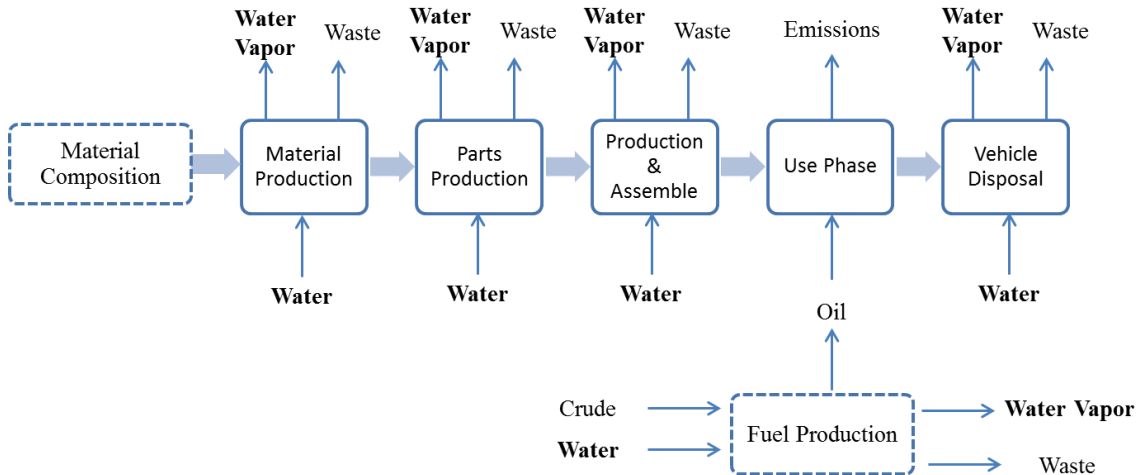 Water
Vapor
Waste
Water
Vapor
Waste
Water
Vapor
Waste
Emissions
Water
Vapor
Waste
Material
Composition
Material
Production
Parts
Production
Production
&
Assemble
Use Phase
Vehicle
Disposal
Water
Water
Water
Water
Oil
Crude
Water
Fuel Production
Water Vapor
Waste